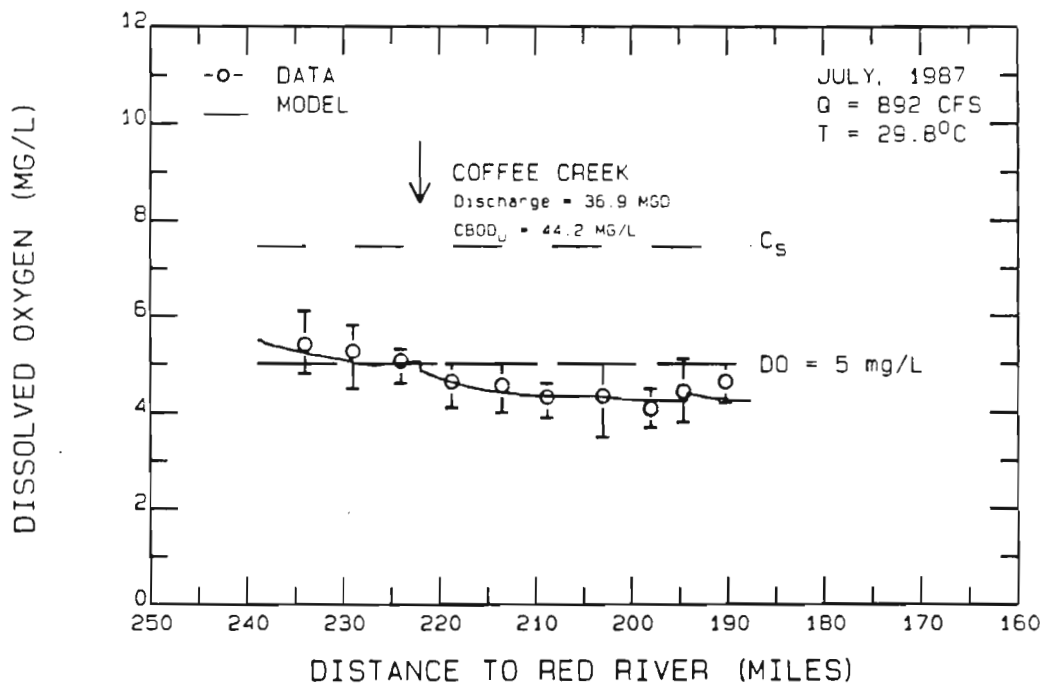 DISSOLVED OXYGEN (MG/L)
12
10
8
6
4
2
0
-o- DATA
— MODEL
JULY, 1987
Q = 892 CFS
T = 29.8°C
COFFEE CREEK
Discharge = 36.9 MGD
CBODU = 44.2 MG/L
CS
DO = 5 mg/L
250 240 230 220 210 200 190 180 170 160
DISTANCE TO RED RIVER (MILES)